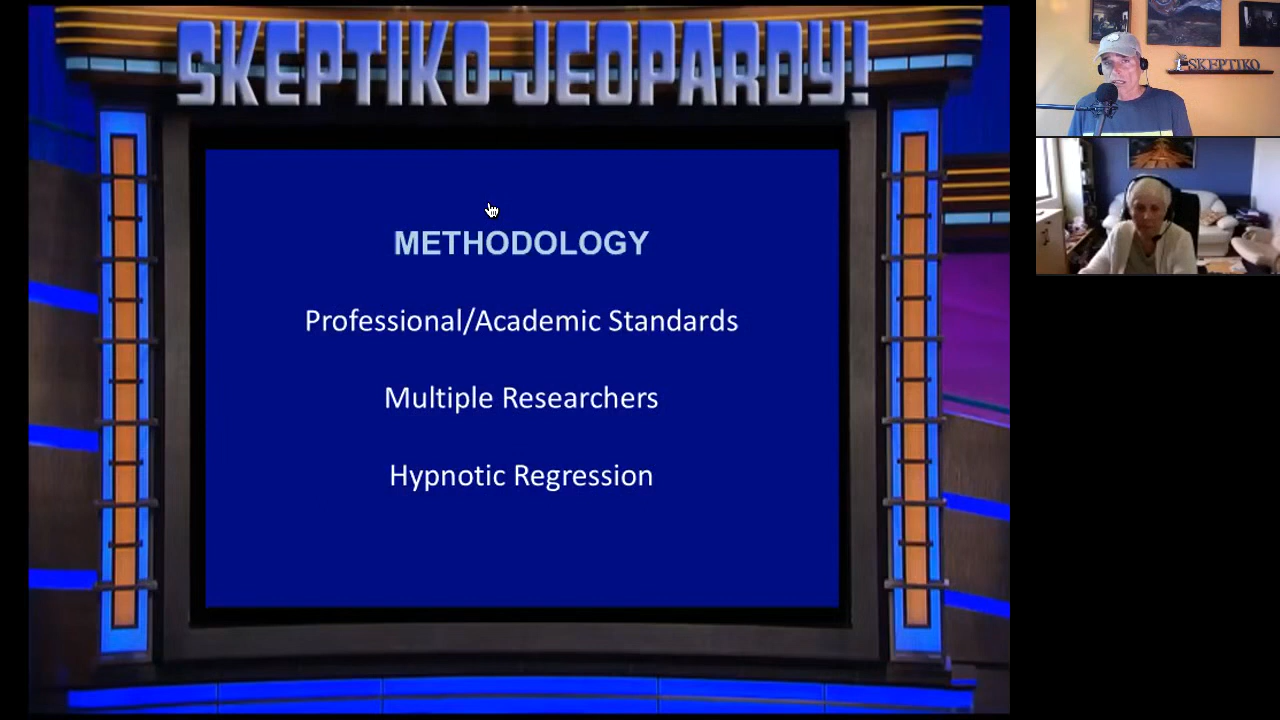 SKEPTIKO JEOPARDY!
METHODOLOGY
Professional/Academic Standards
Multiple Researchers
Hypnotic Regression
SKEPTIKO